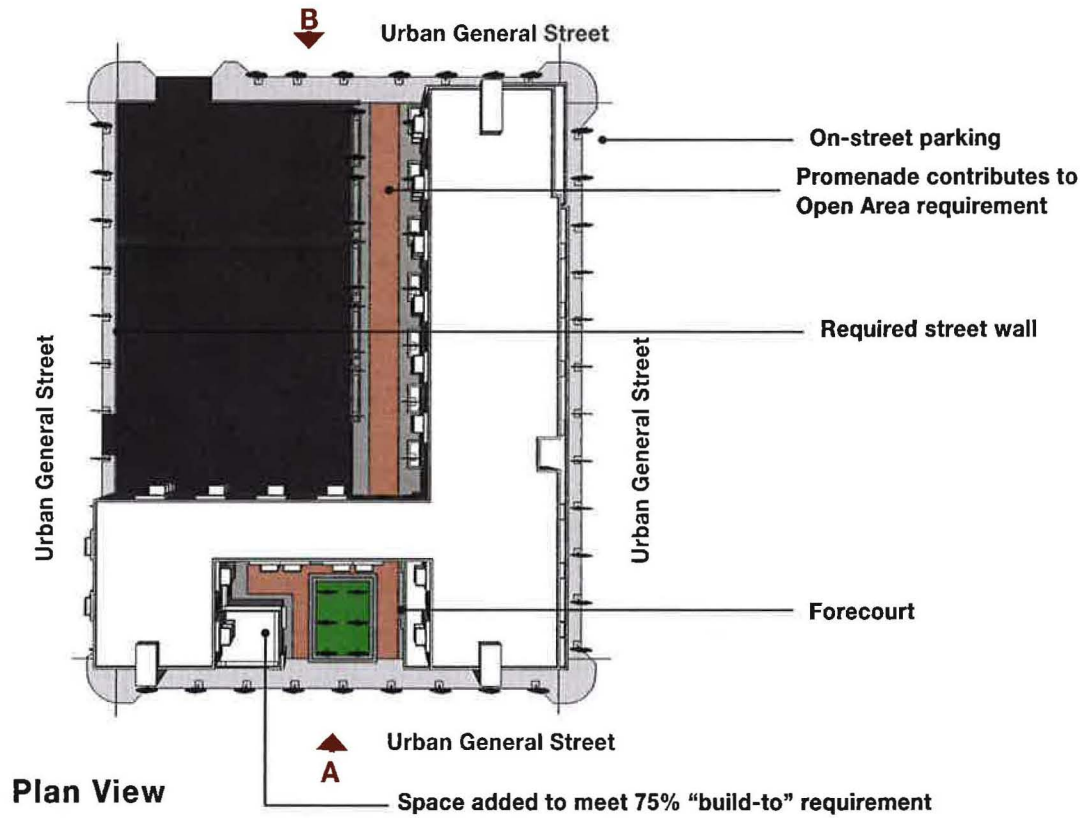 B
Urban General Street
On-street parking
Promenade contributes to
Open Area requirement
Required street wall
Urban General Street
Urban General Street
Forecourt
Urban General Street
A
Plan View
Space added to meet 75% “build-to” requirement